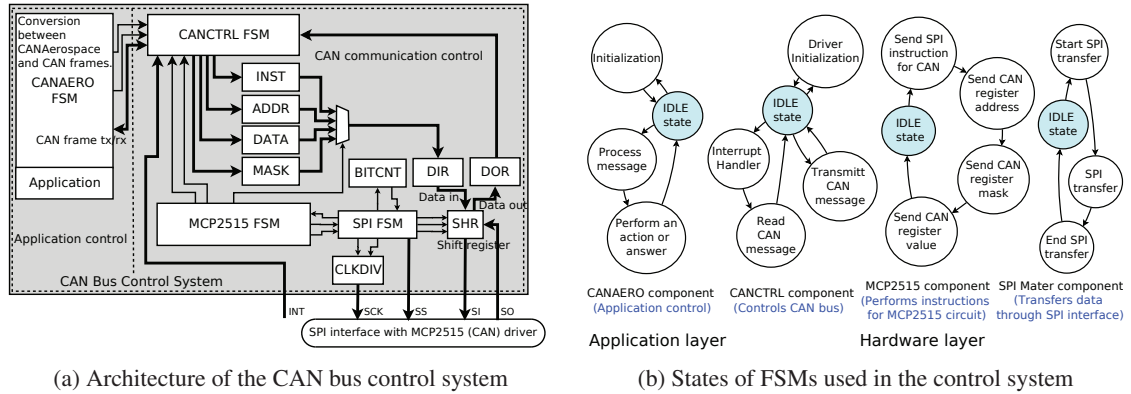 Conversion
between
CANAerospace
and CAN frames.
CANAERO
FSM
CAN frame tx/rx
Application
Application control
CANCTRL FSM
CAN communication control
INST
ADDR
DATA
MASK
BITCNT
DIR
DOR
Data in
Data out
MCP2515 FSM
SPI FSM
SHR
Shift register
CLKDIV
CAN Bus Control System
INT
SCK
SS
SI
SO
SPI interface with MCP2515 (CAN) driver
(a) Architecture of the CAN bus control system
Initialization
IDLE
state
Process
message
Perform an
action or
answer
CANAERO component
(Application control)
Driver
Initialization
IDLE
state
Interrupt
Handler
Transmitt
CAN
message
Read
CAN
message
CANCTRL component
(Controls CAN bus)
Application layer
Send SPI
instruction
for CAN
Send CAN
register
address
IDLE
state
Send CAN
register
mask
Send CAN
register
value
MCP2515 component
(Performs instructions
for MCP2515 circuit)
Start SPI
transfer
IDLE
state
SPI
transfer
End SPI
transfer
SPI Mater component
(Transfers data
through SPI interface)
Hardware layer
(b) States of FSMs used in the control system